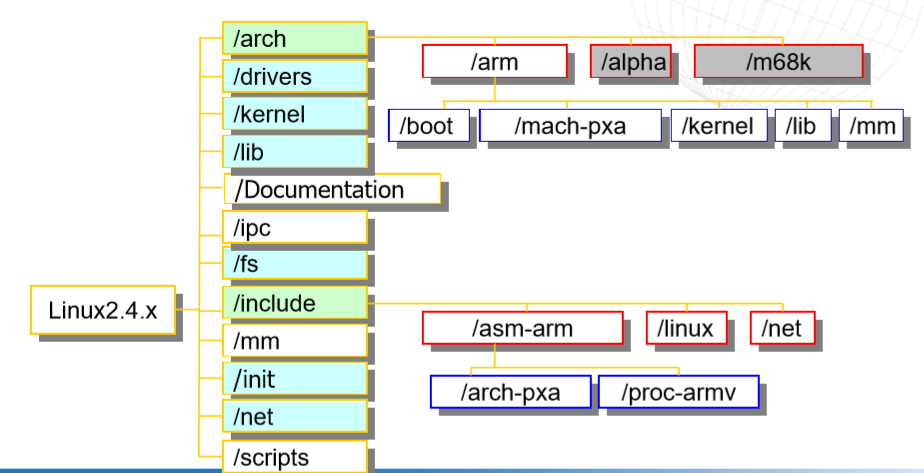 /arch
/arm
/alpha
/m68k
/drivers
/kernel
/boot
/mach-pxa
/kernel
/lib
/mm
/lib
/Documentation
/ipc
/fs
Linux2.4.x
/include
/asm-arm
/linux
/net
/mm
/init
/arch-pxa
/proc-armv
/net
/scripts